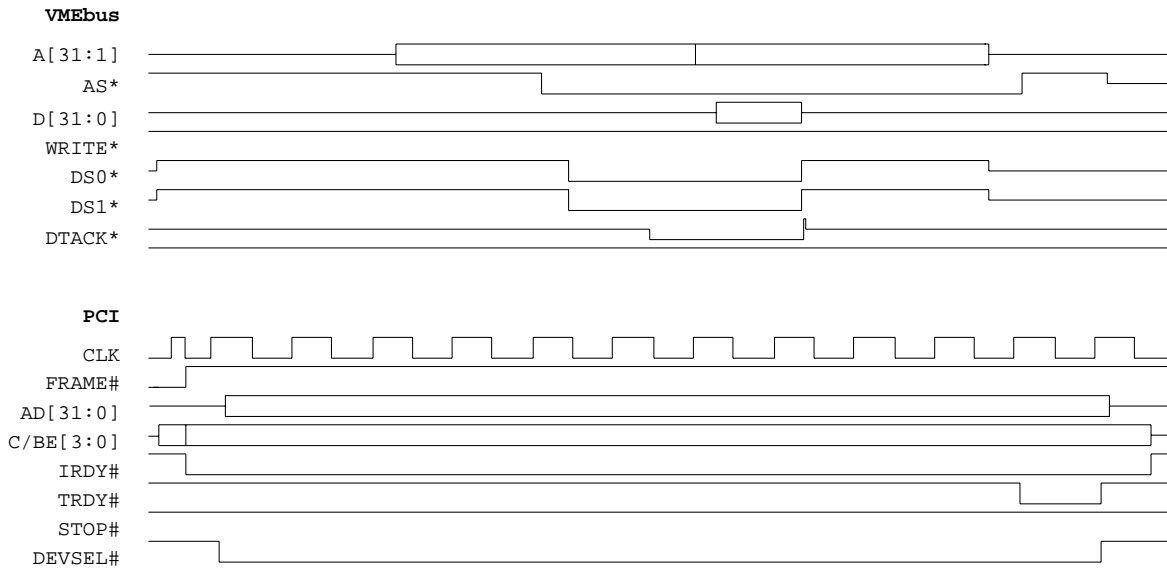 VMEbus
A[31:1]
AS*
D[31:0]
WRITE*
DS0*
DS1*
DTACK*
PCI
CLK
FRAME#
AD[31:0]
C/BE[3:0]
IRDY#
TRDY#
STOP#
DEVSEL#